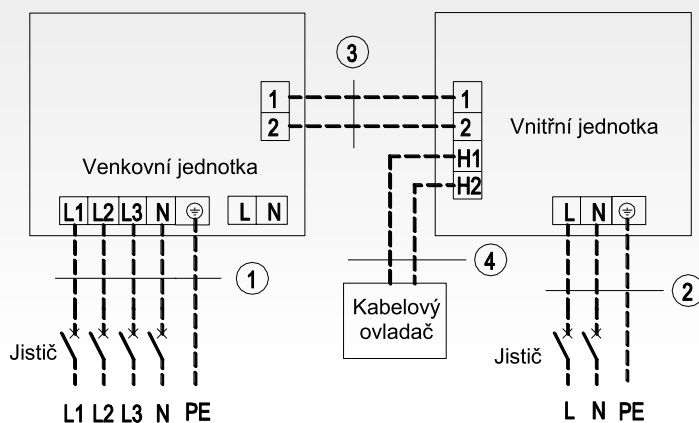 3
1
2
1
2
H1
H2
Venkovní jednotka
Vnitřní jednotka
L1 L2 L3 N
L N
L N
1
4
2
Kabelový
ovladač
Jistič
Jistič
L1 L2 L3 N PE
L N PE